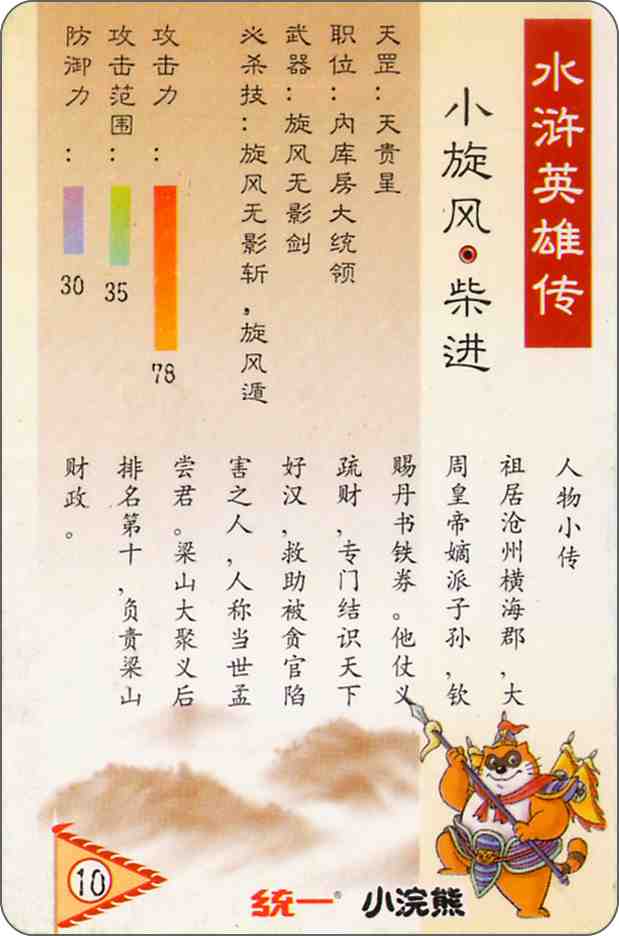 水浒英雄传
小旋风·柴进
天罡：天贵星
职位：内库房大统领
武器：旋风无影剑
必杀技：旋风无影斩，旋风遁
攻击力：
78
攻击范围：
35
防御力：
30
人物小传
祖居沧州横海郡，大
周皇帝嫡派子孙，钦
赐丹书铁券。他仗义
疏财，专门结识天下
好汉，救助被贪官陷
害之人，人称当世孟
尝君。梁山大聚义后
排名第十，负责梁山
财政。
10
统一® 小浣熊